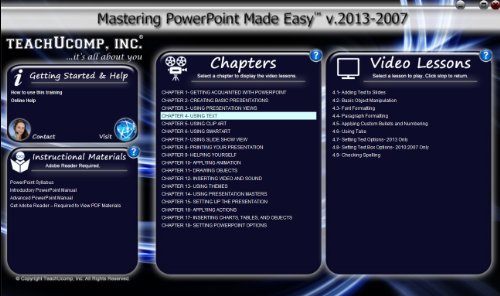 Mastering PowerPoint Made Easy™ v.2013-2007
TEACHUCOMP, INC.®
...it's all about you
Getting Started & Help
?
How to use this training
Online Help
Contact
Visit
Instructional Materials
?
Adobe Reader Required.
PowerPoint Syllabus
Introductory PowerPoint Manual
Advanced PowerPoint Manual
Get Adobe Reader - Required to View PDF Materials
© Copyright TeachUcomp, Inc. All Rights Reserved.
Chapters
?
Select a chapter to display the video lessons.
CHAPTER 1- GETTING ACQUAINTED WITH POWERPOINT
CHAPTER 2- CREATING BASIC PRESENTATIONS
CHAPTER 3- USING PRESENTATION VIEWS
CHAPTER 4- USING TEXT
CHAPTER 5- USING CLIP ART
CHAPTER 6- USING SMARTART
CHAPTER 7- USING SLIDE SHOW VIEW
CHAPTER 8- PRINTING YOUR PRESENTATION
CHAPTER 9- HELPING YOURSELF
CHAPTER 10- APPLYING ANIMATION
CHAPTER 11- DRAWING OBJECTS
CHAPTER 12- INSERTING VIDEO AND SOUND
CHAPTER 13- USING THEMES
CHAPTER 14- USING PRESENTATION MASTERS
CHAPTER 15- SETTING UP THE PRESENTATION
CHAPTER 16- APPLYING ACTIONS
CHAPTER 17- INSERTING CHARTS, TABLES, AND OBJECTS
CHAPTER 18- SETTING POWERPOINT OPTIONS
Video Lessons
?
Select a lesson to play. Click stop to return.
4.1- Adding Text to Slides
4.2- Basic Object Manipulation
4.3- Font Formatting
4.4- Paragraph Formatting
4.5- Applying Custom Bullets and Numbering
4.6- Using Tabs
4.7- Setting Text Options- 2013 Only
4.8- Setting Text Box Options- 2010/2007 Only
4.9- Checking Spelling